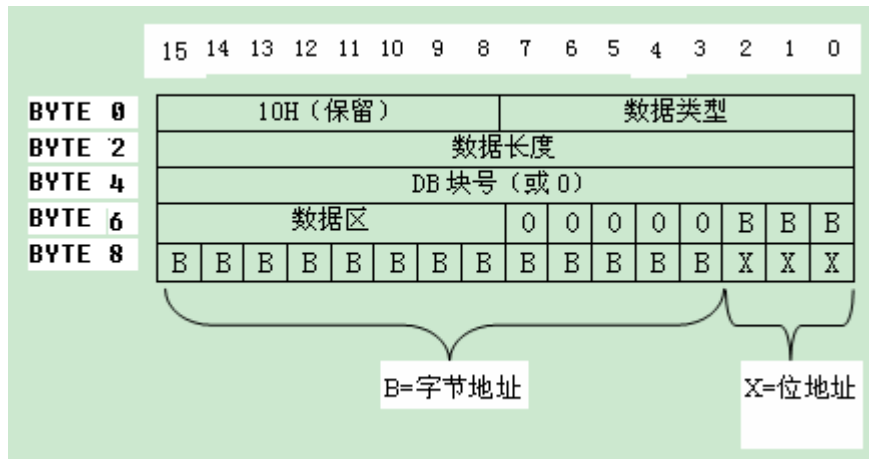 15 14 13 12 11 10 9 8 7 6 5 4 3 2 1 0
BYTE 0 10H（保留） 数据类型
BYTE 2 数据长度
BYTE 4 DB块号（或0）
BYTE 6 数据区 0 0 0 0 0 B B B
BYTE 8 B B B B B B B B B B B B B X X X
B=字节地址 X=位地址